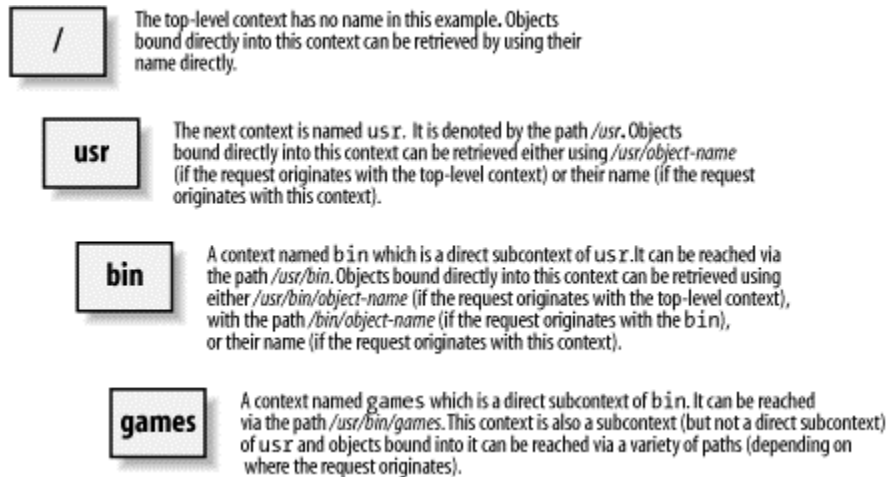 /
The top-level context has no name in this example. Objects
bound directly into this context can be retrieved by using their
name directly.
usr
The next context is named usr. It is denoted by the path /usr. Objects
bound directly into this context can be retrieved either using /usr/object-name
(if the request originates with the top-level context) or their name (if the request
originates with this context).
bin
A context named bin which is a direct subcontext of usr.It can be reached via
the path /usr/bin. Objects bound directly into this context can be retrieved using
either /usr/bin/object-name (if the request originates with the top-level context),
with the path /bin/object-name (if the request originates with the bin),
or their name (if the request originates with this context).
games
A context named games which is a direct subcontext of bin. It can be reached
via the path /usr/bin/games. This context is also a subcontext (but not a direct subcontext)
of usr and objects bound into it can be reached via a variety of paths (depending on
where the request originates).